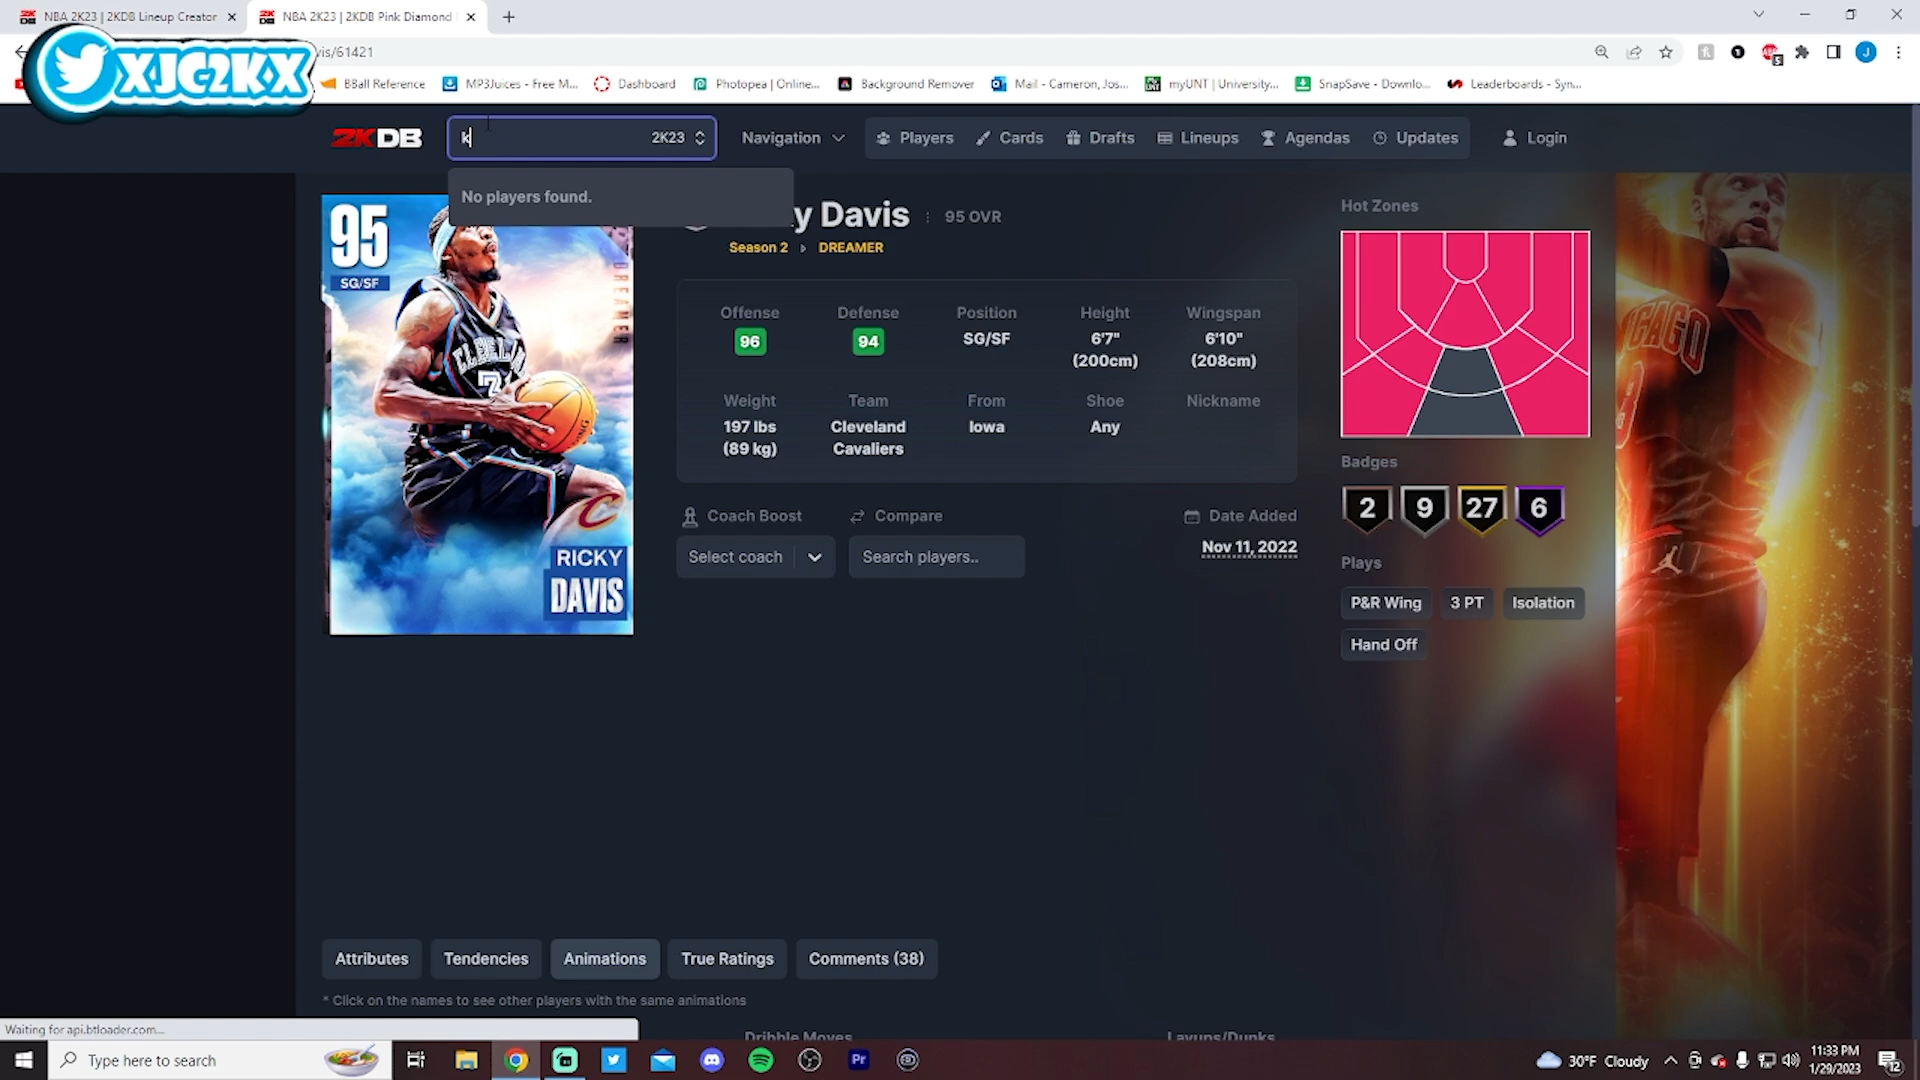 NBA 2K23 | 2KDB Lineup Creator
NBA 2K23 | 2KDB Pink Diamond
vis/61421
XJC2KX
BBall Reference
MP3Juices - Free M...
Dashboard
Photopea | Online...
Background Remover
Mail - Cameron, Jos...
myUNT | University...
SnapSave - Downlo...
Leaderboards - Syn...
2KDB
k
2K23
Navigation
Players
Cards
Drafts
Lineups
Agendas
Updates
Login
No players found.
95
SG/SF
DREAMER
CLEVELAN
RICKY
DAVIS
y Davis
95 OVR
Season 2
DREAMER
Offense
Defense
Position
Height
Wingspan
96
94
SG/SF
6'7"
(200cm)
6'10"
(208cm)
Weight
Team
From
Shoe
Nickname
197 lbs
(89 kg)
Cleveland
Cavaliers
Iowa
Any
Coach Boost
Compare
Date Added
Select coach
Search players..
Nov 11, 2022
Hot Zones
Badges
2
9
27
6
Plays
P&R Wing
3 PT
Isolation
Hand Off
Attributes
Tendencies
Animations
True Ratings
Comments (38)
* Click on the names to see other players with the same animations
Dribble Moves
Layups/Dunks
Waiting for api.btloader.com...
Type here to search
30°F Cloudy
11:33 PM
1/29/2023
12